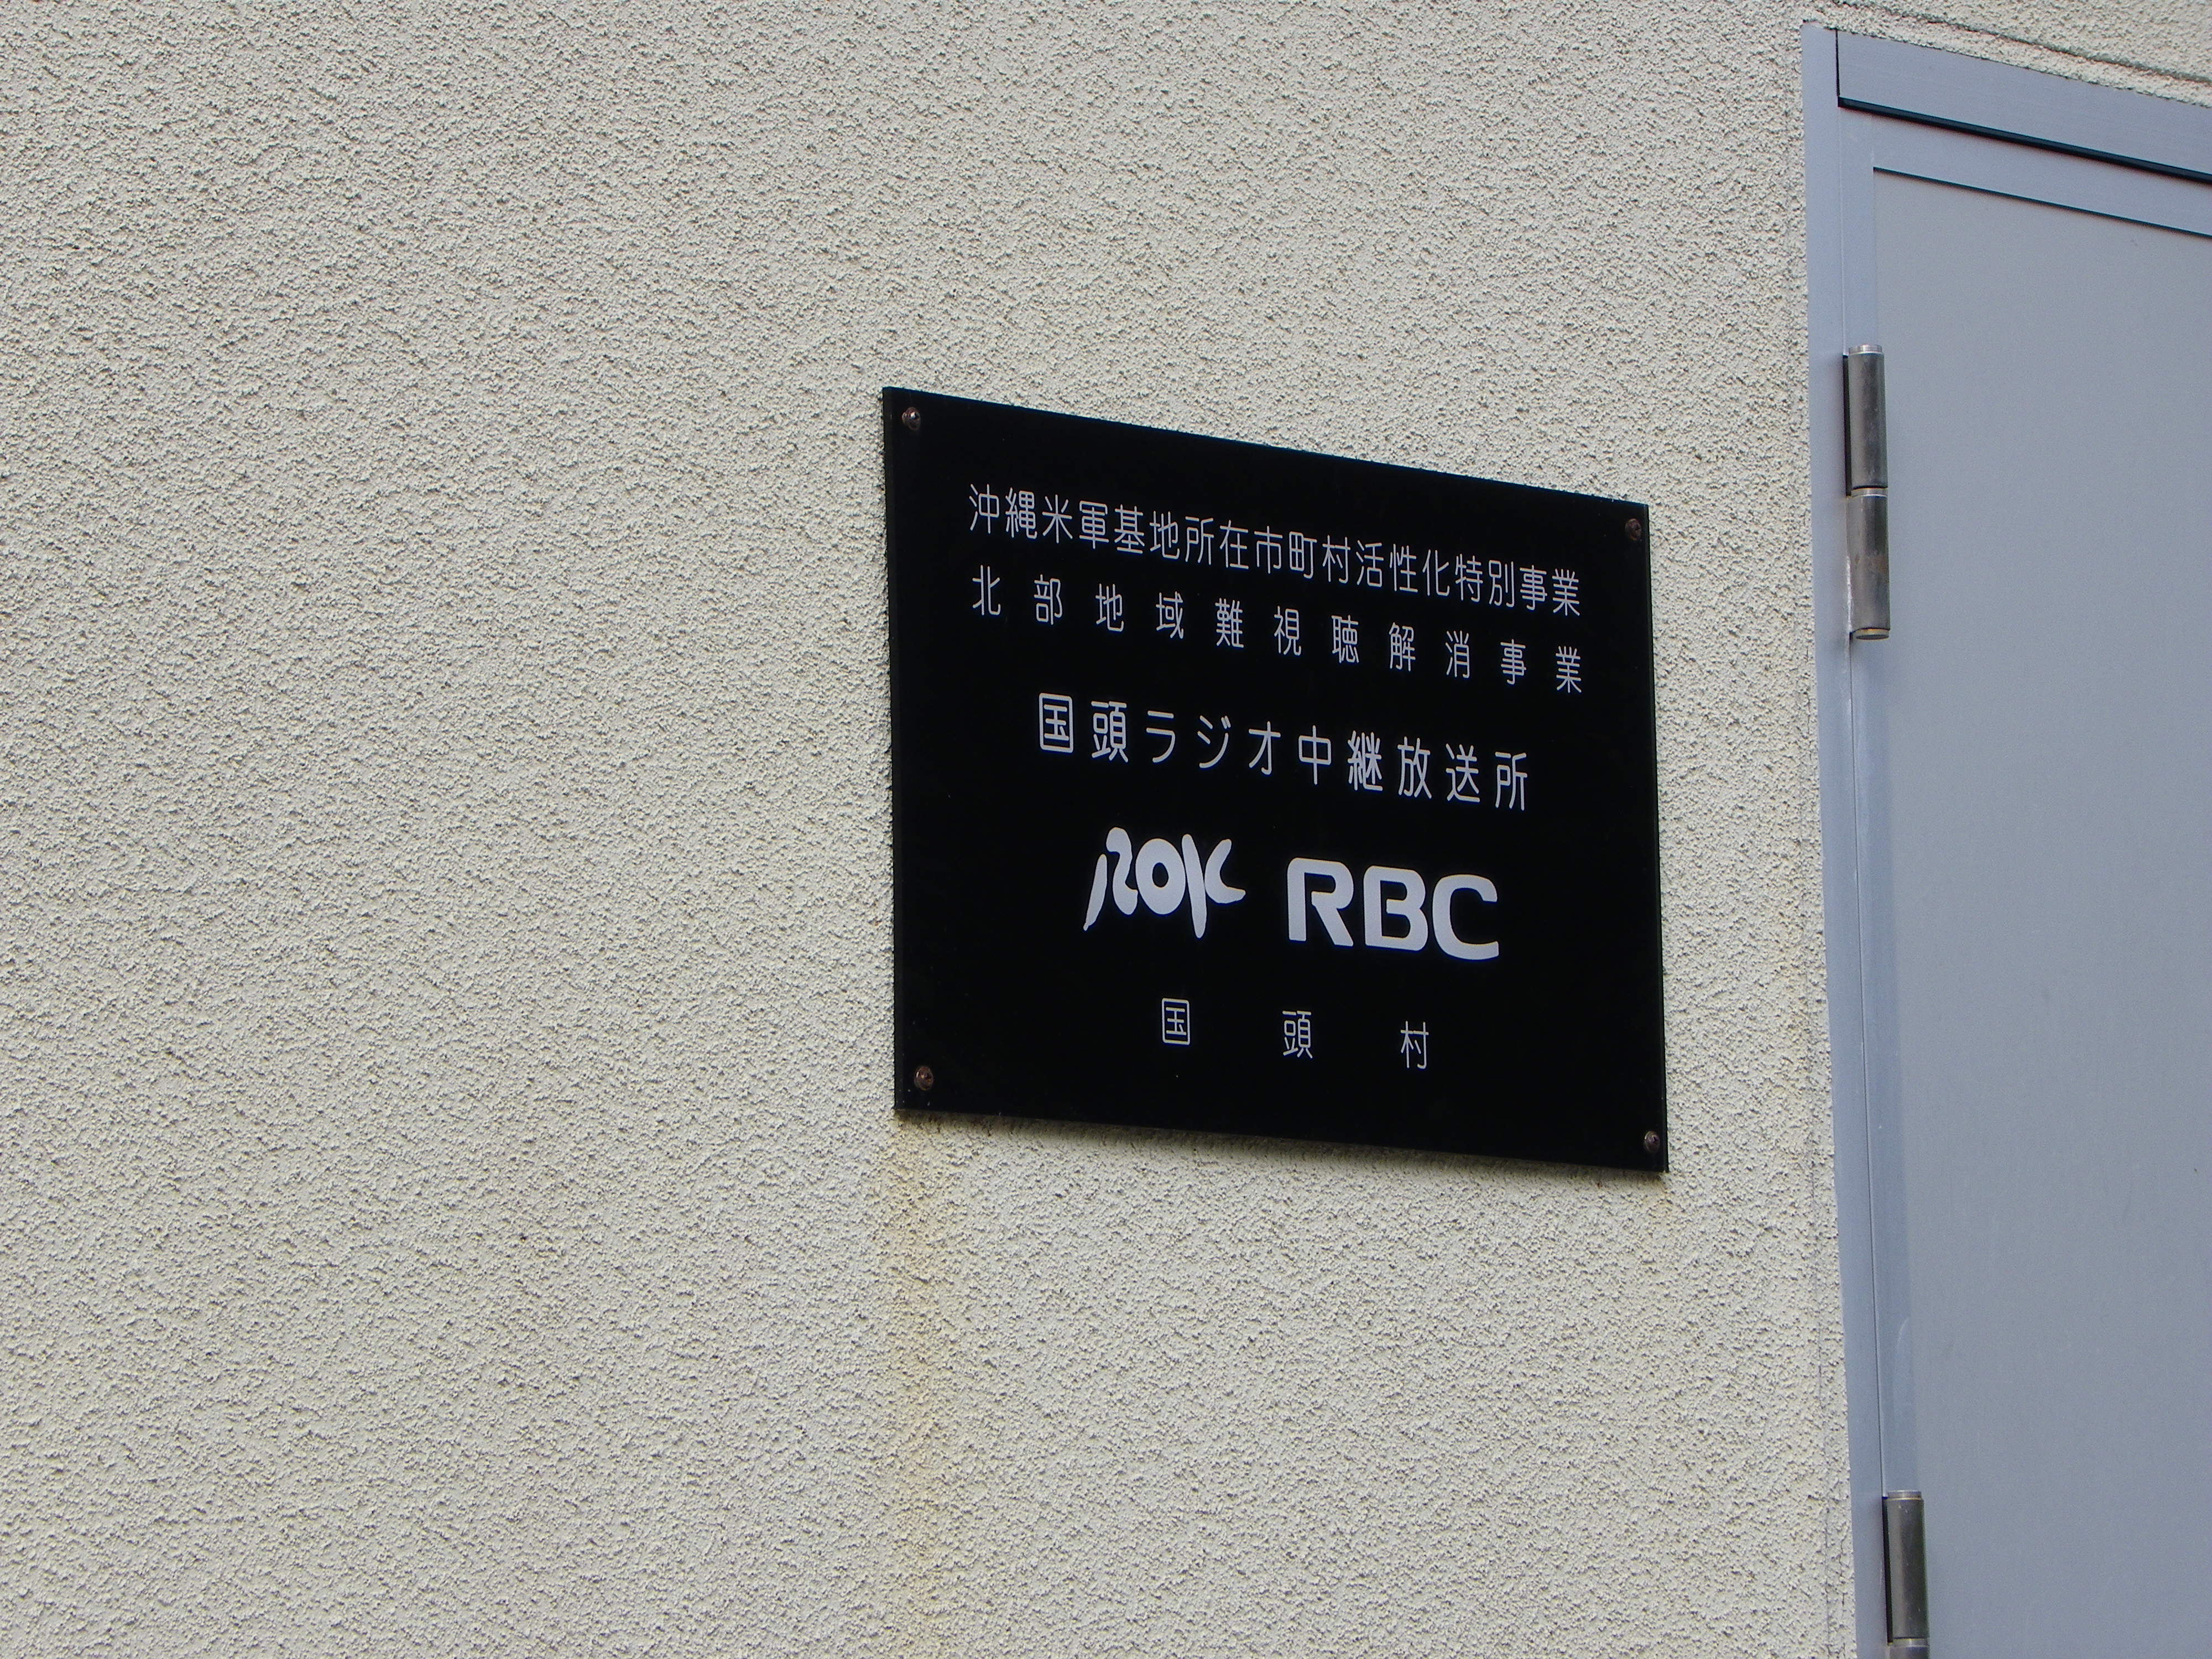 沖縄米軍基地所在市町村活性化特別事業
北部地域難視聴解消事業
国頭ラジオ中継放送所
ROK RBC
国頭村